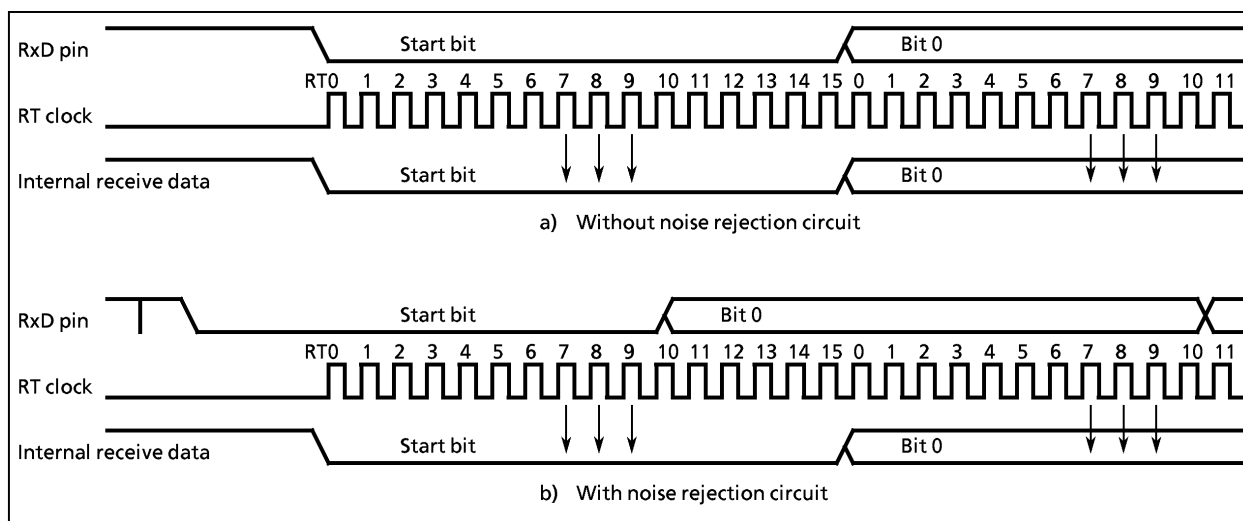 RxD pin Start bit Bit 0
RT0 1 2 3 4 5 6 7 8 9 10 11 12 13 14 15 0 1 2 3 4 5 6 7 8 9 10 11
RT clock
Internal receive data Start bit Bit 0
a) Without noise rejection circuit
RxD pin Start bit Bit 0
RT0 1 2 3 4 5 6 7 8 9 10 11 12 13 14 15 0 1 2 3 4 5 6 7 8 9 10 11
RT clock
Internal receive data Start bit Bit 0
b) With noise rejection circuit